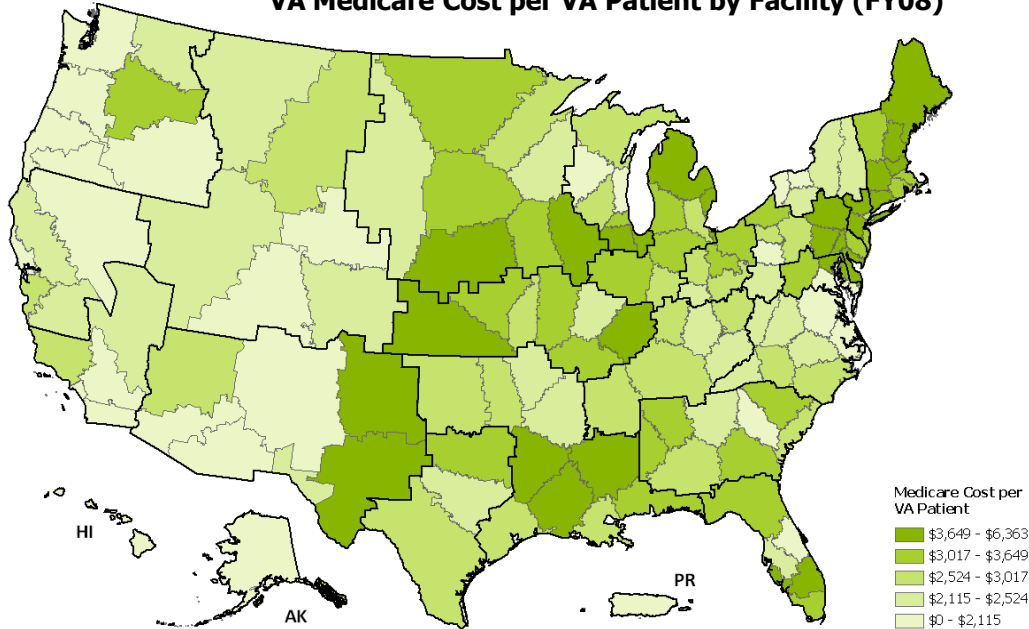 VA Medicare Cost per VA Patient by Facility (FY08)
HI
AK
PR
Medicare Cost per
VA Patient
$3,649 - $6,363
$3,017 - $3,649
$2,524 - $3,017
$2,115 - $2,524
$0 - $2,115